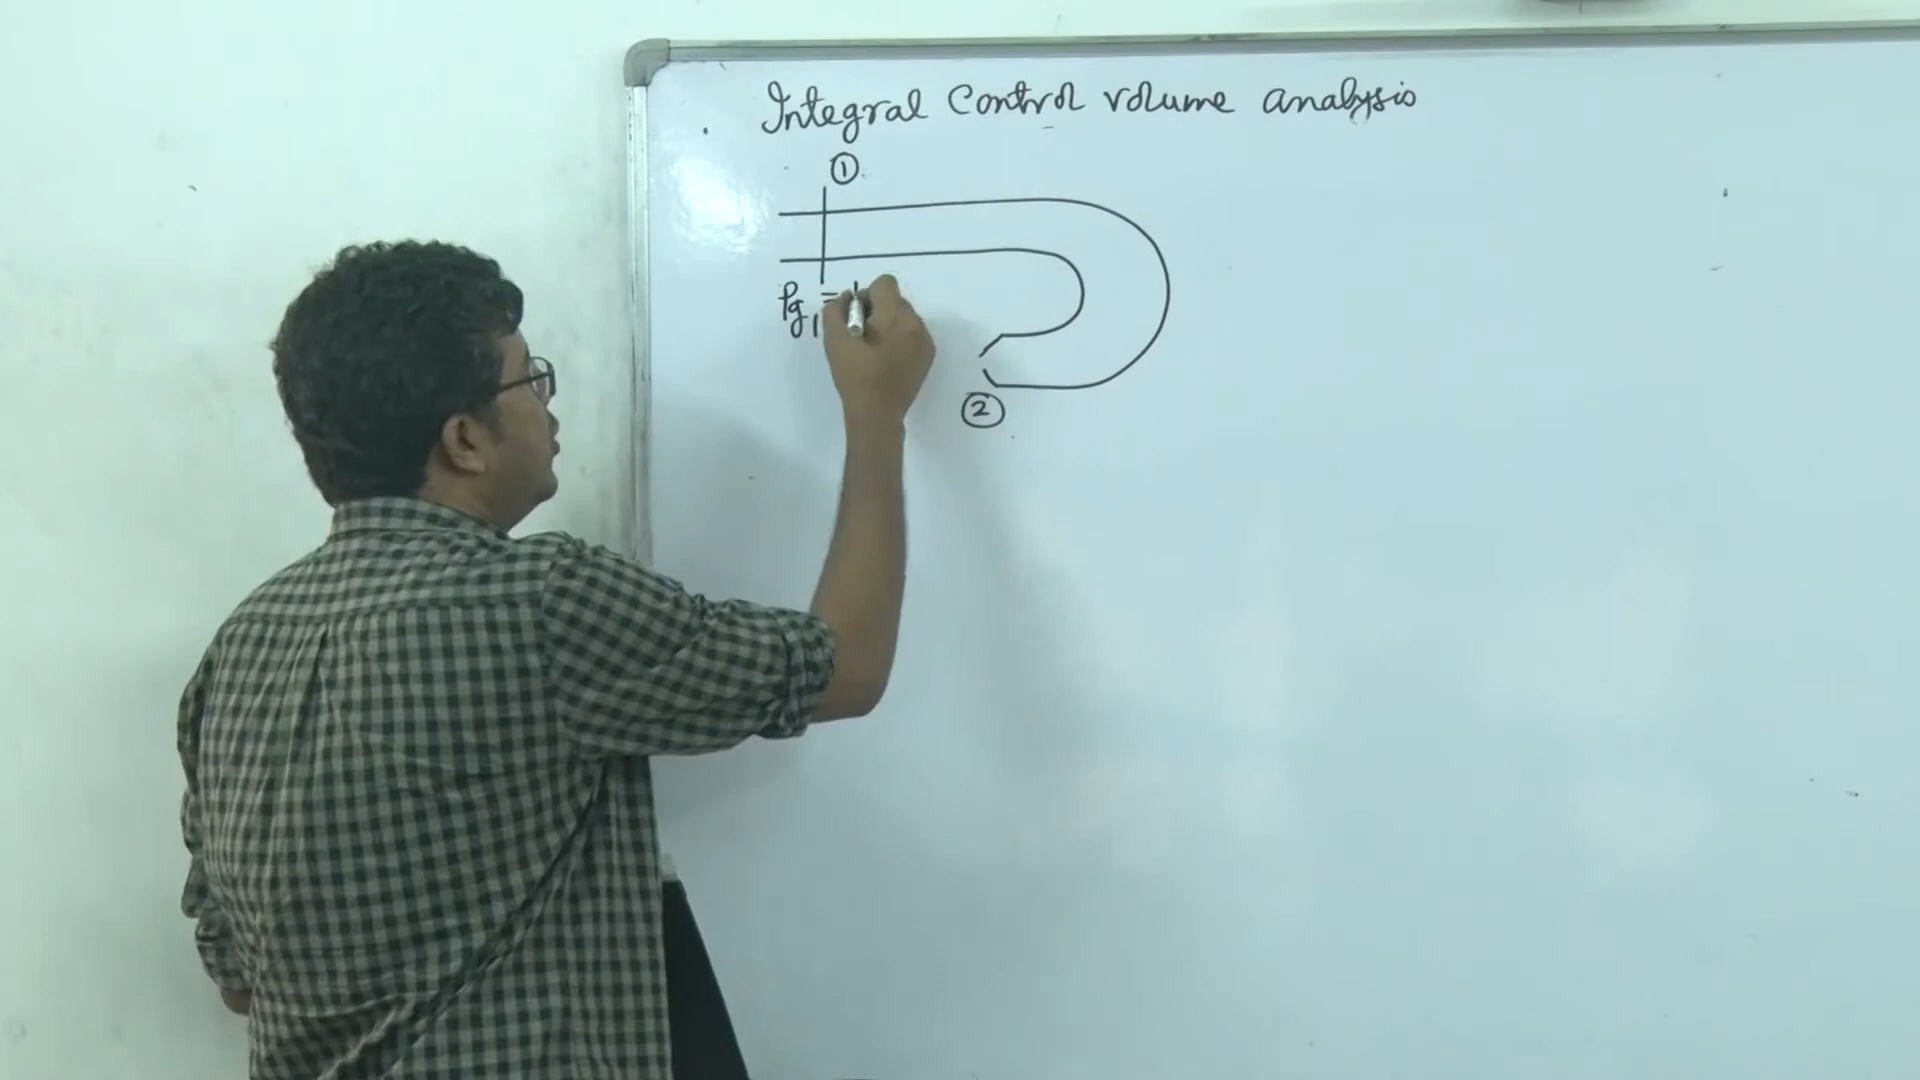 Integral Control volume analysis
①
Pg1 =
②